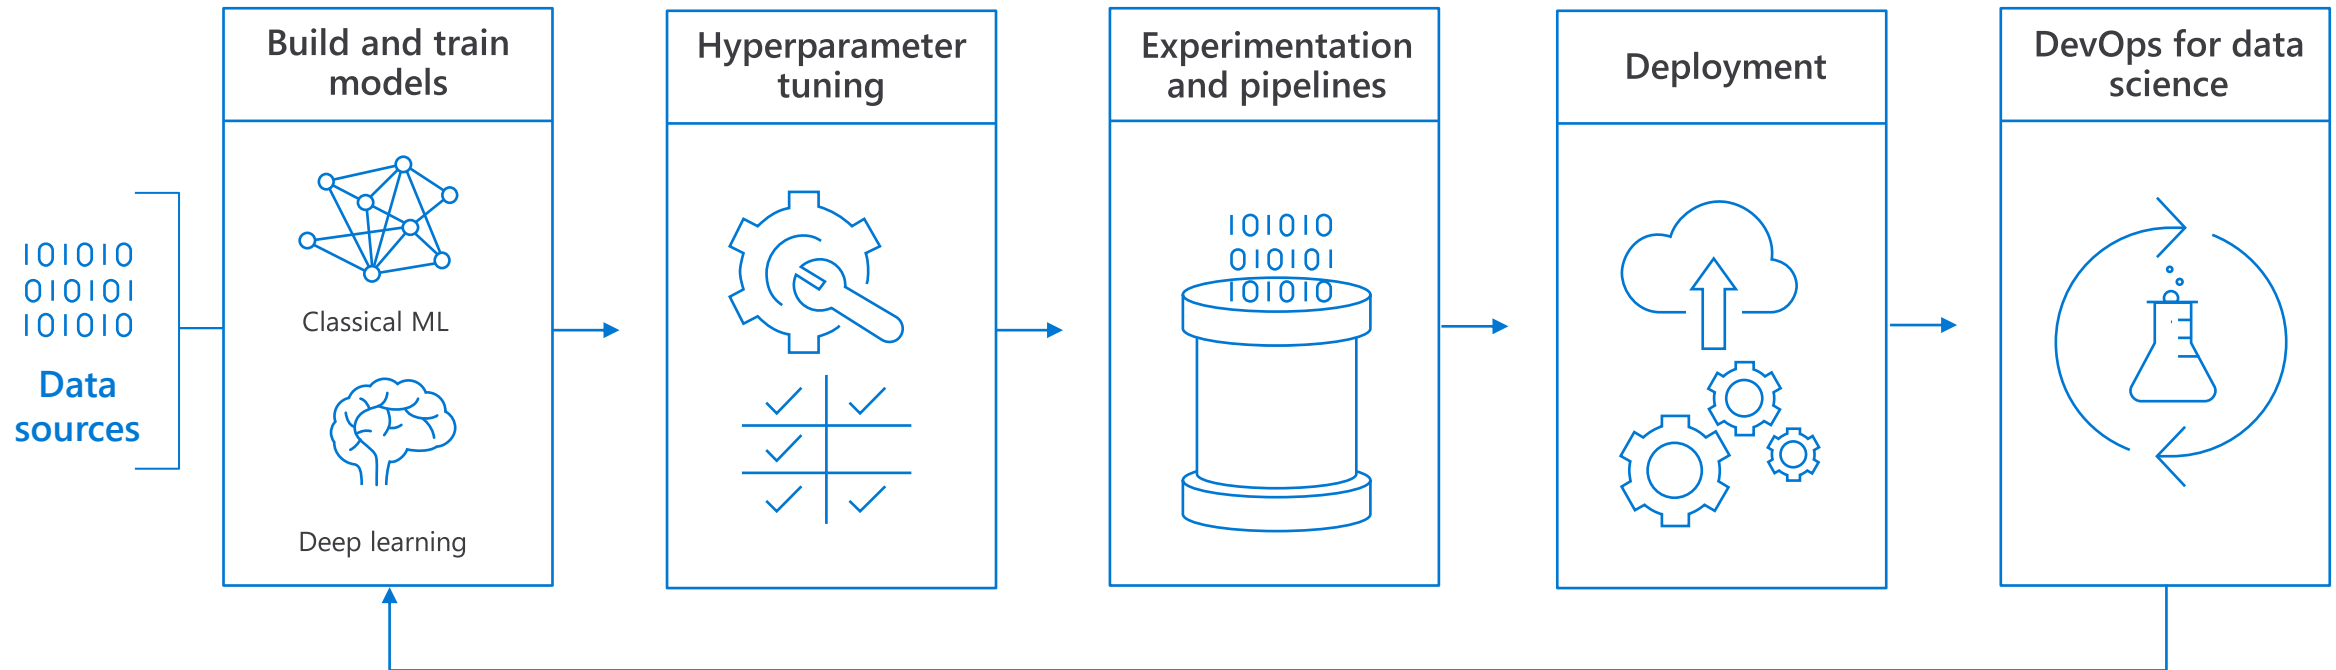 Build and train
models
Hyperparameter
tuning
Experimentation
and pipelines
Deployment
DevOps for data
science
101010
010101
101010
Data
sources
Classical ML
Deep learning
101010
010101
101010